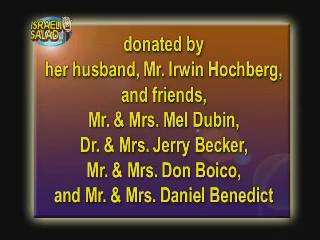 ISRAELI
SALAD
donated by
her husband, Mr. Irwin Hochberg,
and friends,
Mr. & Mrs. Mel Dubin,
Dr. & Mrs. Jerry Becker,
Mr. & Mrs. Don Boico,
and Mr. & Mrs. Daniel Benedict